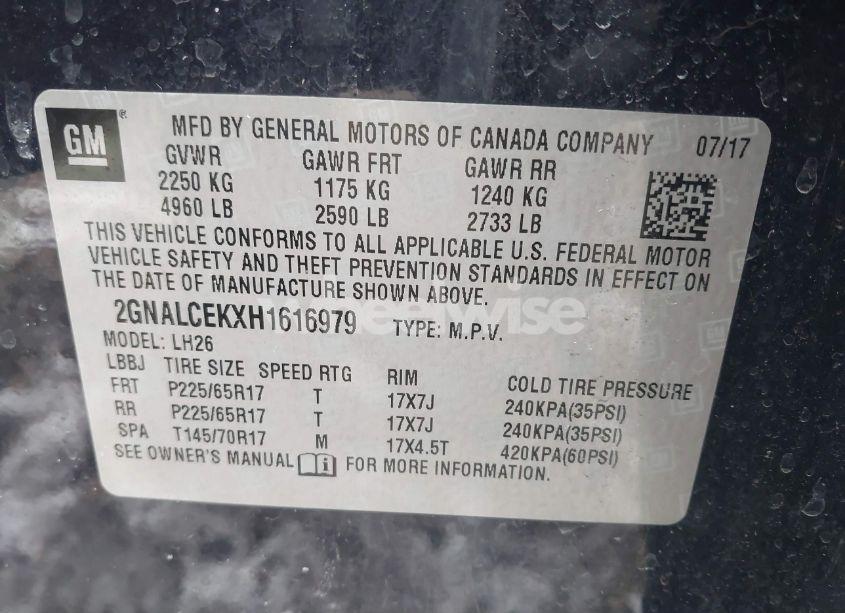 GM ®
MFD BY GENERAL MOTORS OF CANADA COMPANY 07/17
GVWR GAWR FRT GAWR RR
2250 KG 1175 KG 1240 KG
4960 LB 2590 LB 2733 LB
THIS VEHICLE CONFORMS TO ALL APPLICABLE U.S. FEDERAL MOTOR
VEHICLE SAFETY AND THEFT PREVENTION STANDARDS IN EFFECT ON
THE DATE OF MANUFACTURE SHOWN ABOVE.
2GNALCEKXH1616979 TYPE: M.P.V.
MODEL: LH26
LBBJ TIRE SIZE SPEED RTG RIM COLD TIRE PRESSURE
FRT P225/65R17 T 17X7J 240KPA(35PSI)
RR P225/65R17 T 17X7J 240KPA(35PSI)
SPA T145/70R17 M 17X4.5T 420KPA(60PSI)
SEE OWNER'S MANUAL i FOR MORE INFORMATION.